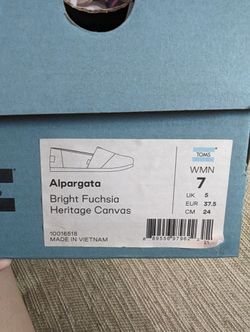 TOMS
WMN
7
UK 5
EUR 37.5
CM 24
Alpargata
Bright Fuchsia
Heritage Canvas
10016518
MADE IN VIETNAM